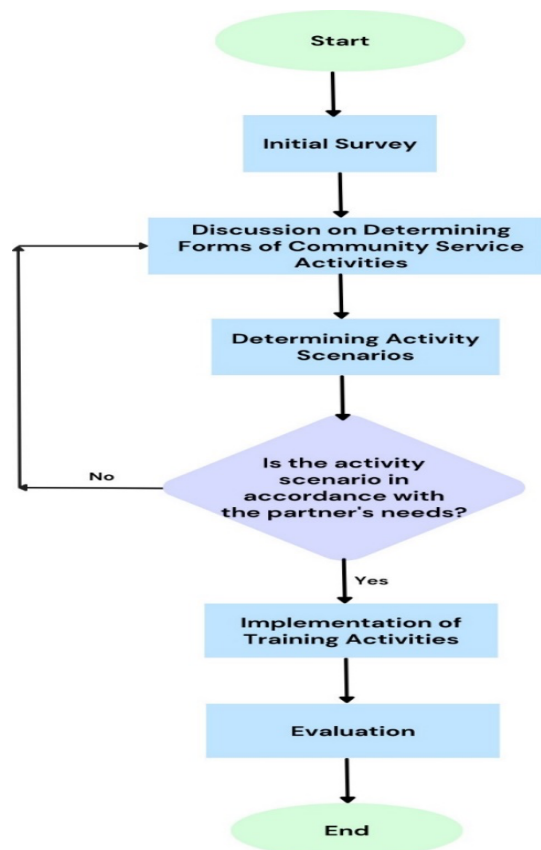 Start
Initial Survey
Discussion on Determining
Forms of Community Service
Activities
Determining Activity
Scenarios
Is the activity
scenario in
accordance with
the partner's needs?
No
Yes
Implementation of
Training Activities
Evaluation
End